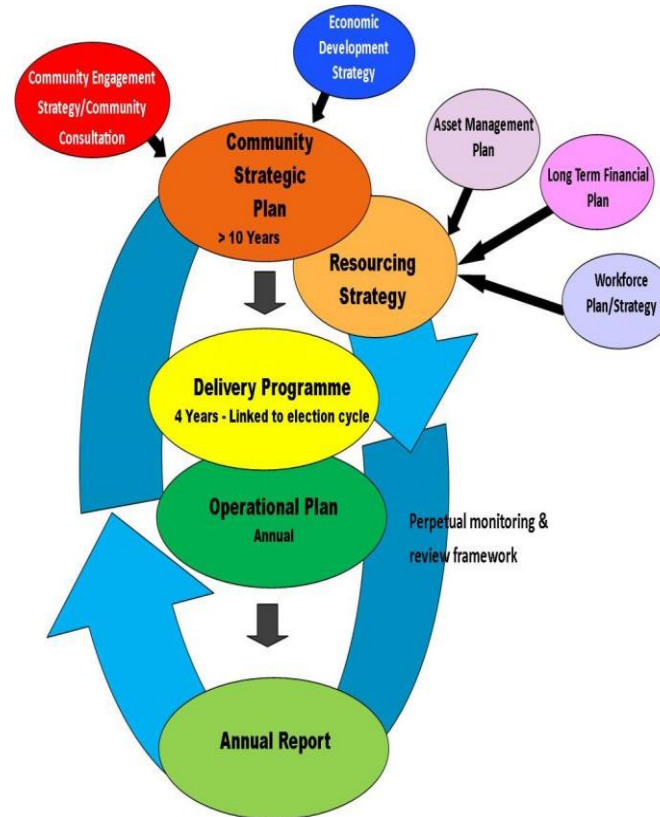 Economic
Development
Strategy
Community Engagement
Strategy/Community
Consultation
Asset Management
Plan
Community
Strategic
Plan
> 10 Years
Long Term Financial
Plan
Resourcing
Strategy
Workforce
Plan/Strategy
Delivery Programme
4 Years - Linked to election cycle
Operational Plan
Annual
Perpetual monitoring &
review framework
Annual Report